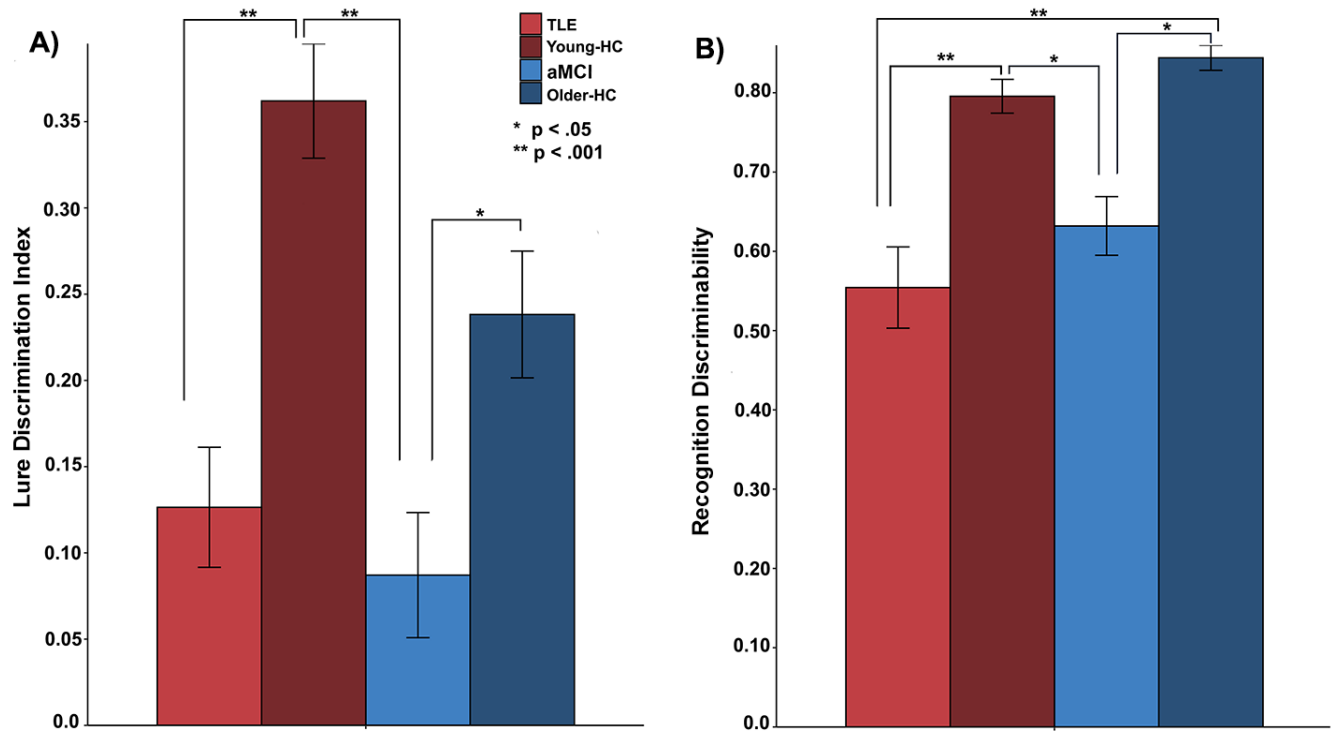 A)
**
**
*
Lure Discrimination Index
0.35
0.30
0.25
0.20
0.15
0.10
0.05
0.0
TLE
Young-HC
aMCI
Older-HC
* p < .05
** p < .001
B)
**
*
**
*
Recognition Discriminability
0.80
0.70
0.60
0.50
0.40
0.30
0.20
0.10
0.0